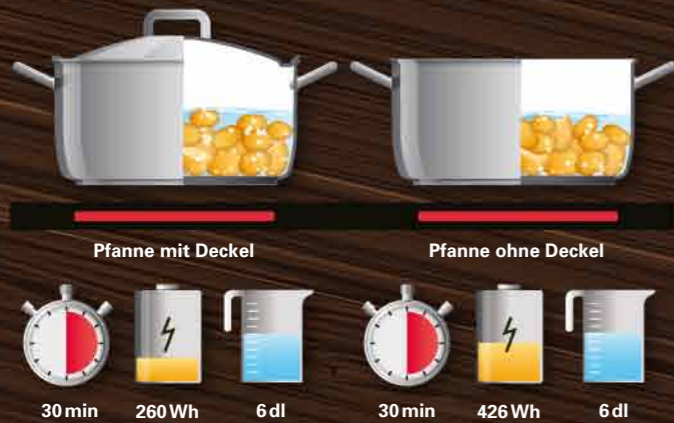 Pfanne mit Deckel
Pfanne ohne Deckel
30 min 260 Wh 6 dl
30 min 426 Wh 6 dl